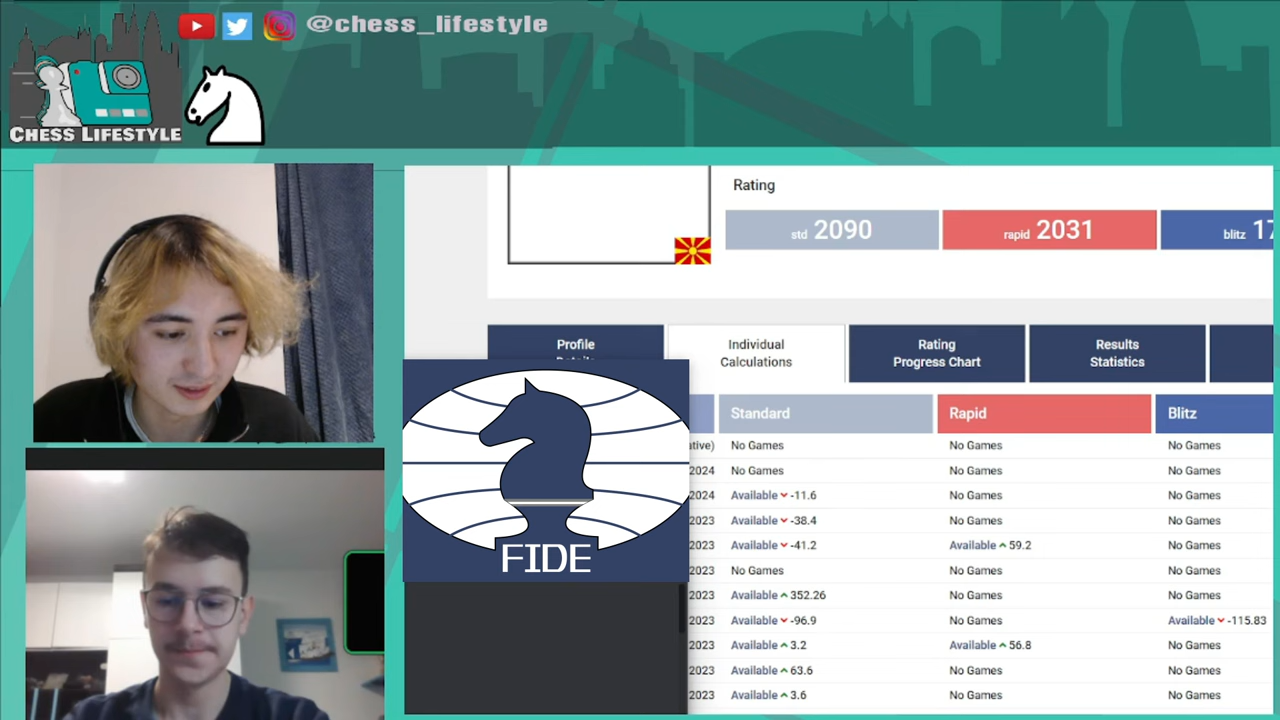 @chess_lifestyle
CHESS LIFESTYLE
Rating
std 2090
rapid 2031
blitz 17
Profile
Individual
Calculations
Rating
Progress Chart
Results
Statistics
Standard
Rapid
Blitz
No Games
No Games
No Games
2024
No Games
No Games
No Games
2024
Available -11.6
No Games
No Games
2023
Available -38.4
No Games
No Games
2023
Available -41.2
Available 59.2
No Games
2023
No Games
No Games
No Games
2023
Available 352.26
No Games
No Games
2023
Available -96.9
No Games
Available -115.83
2023
Available 3.2
Available 56.8
No Games
2023
Available 63.6
No Games
No Games
2023
Available 3.6
No Games
No Games
FIDE